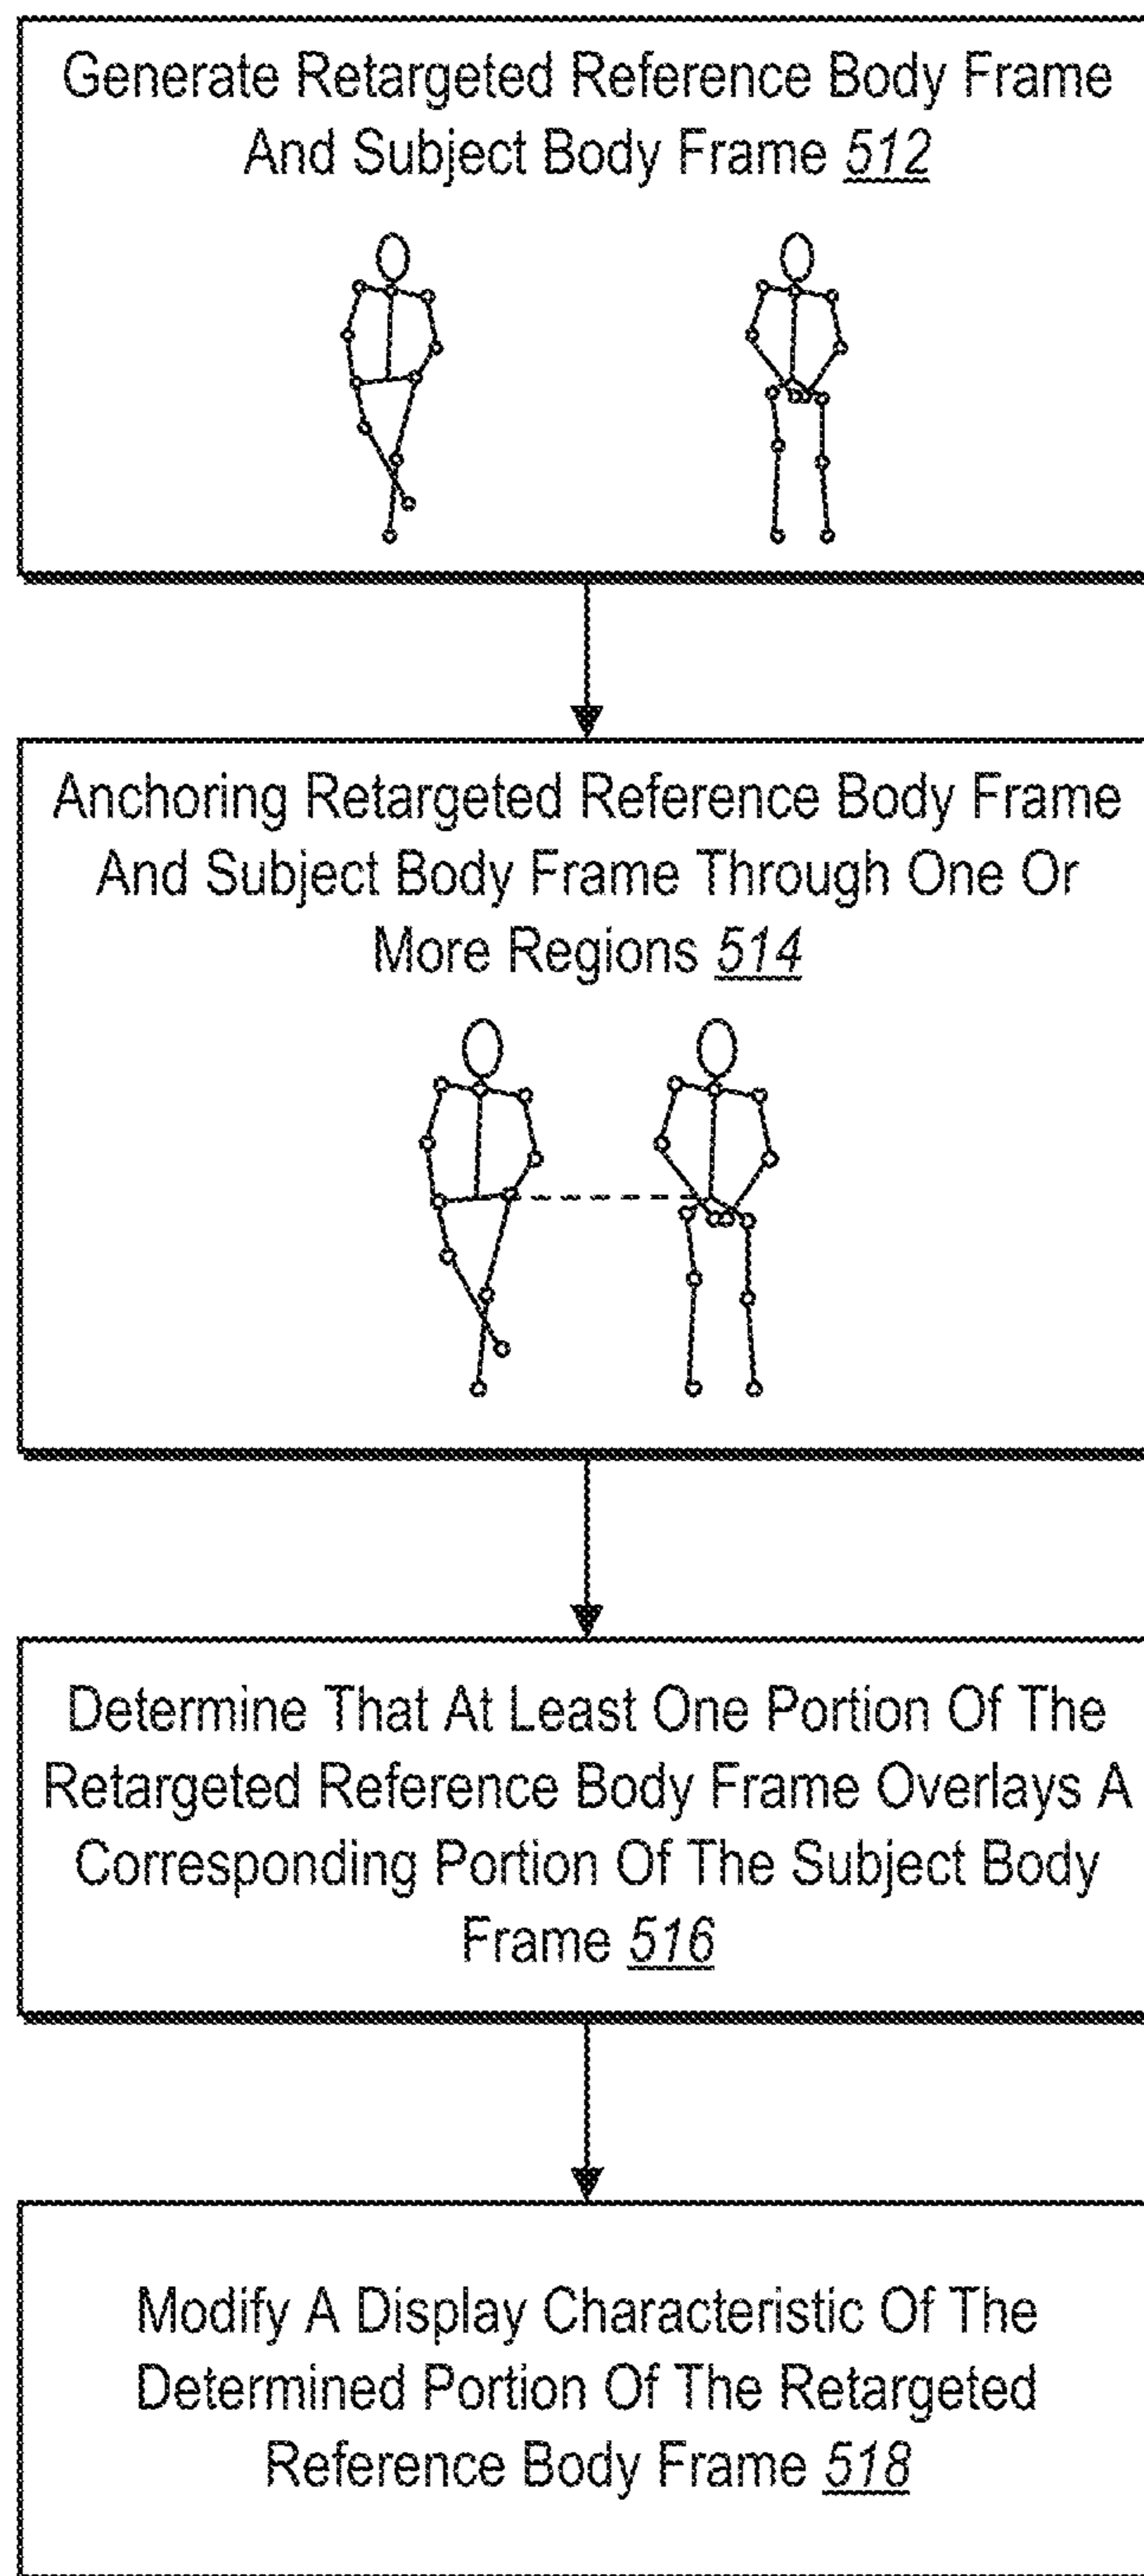 Generate Retargeted Reference Body Frame
And Subject Body Frame 512
Anchoring Retargeted Reference Body Frame
And Subject Body Frame Through One Or
More Regions 514
Determine That At Least One Portion Of The
Retargeted Reference Body Frame Overlays A
Corresponding Portion Of The Subject Body
Frame 516
Modify A Display Characteristic Of The
Determined Portion Of The Retargeted
Reference Body Frame 518